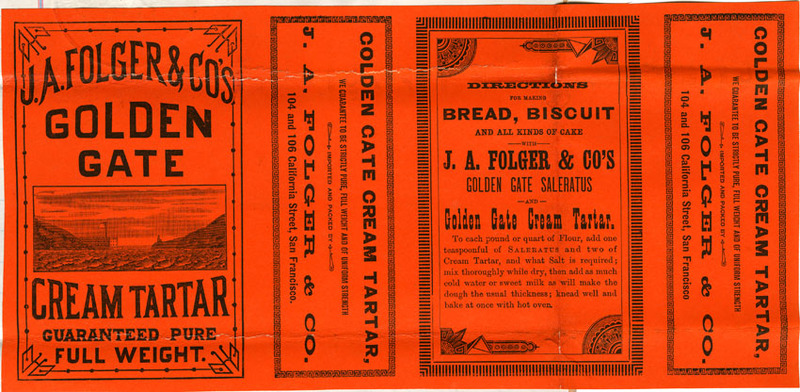 J. A. FOLGER & CO'S
GOLDEN
GATE
CREAM TARTAR
GUARANTEED PURE
FULL WEIGHT.
GOLDEN GATE CREAM TARTAR,
WE GUARANTEE TO BE STRICTLY PURE, FULL WEIGHT AND OF UNIFORM STRENGTH
IMPORTED AND PACKED BY
J. A. FOLGER & CO.
104 and 106 California Street, San Francisco.
DIRECTIONS
FOR MAKING
BREAD, BISCUIT
AND ALL KINDS OF CAKE
—WITH—
J. A. FOLGER & CO'S
GOLDEN GATE SALERATUS
—AND—
Golden Gate Cream Tartar.
To each pound or quart of Flour, add one
teaspoonful of SALERATUS and two of
Cream Tartar, and what Salt is required;
mix thoroughly while dry, then add as much
cold water or sweet milk as will make the
dough the usual thickness; knead well and
bake at once with hot oven.
GOLDEN GATE CREAM TARTAR,
WE GUARANTEE TO BE STRICTLY PURE, FULL WEIGHT AND OF UNIFORM STRENGTH
IMPORTED AND PACKED BY
J. A. FOLGER & CO.
104 and 106 California Street, San Francisco